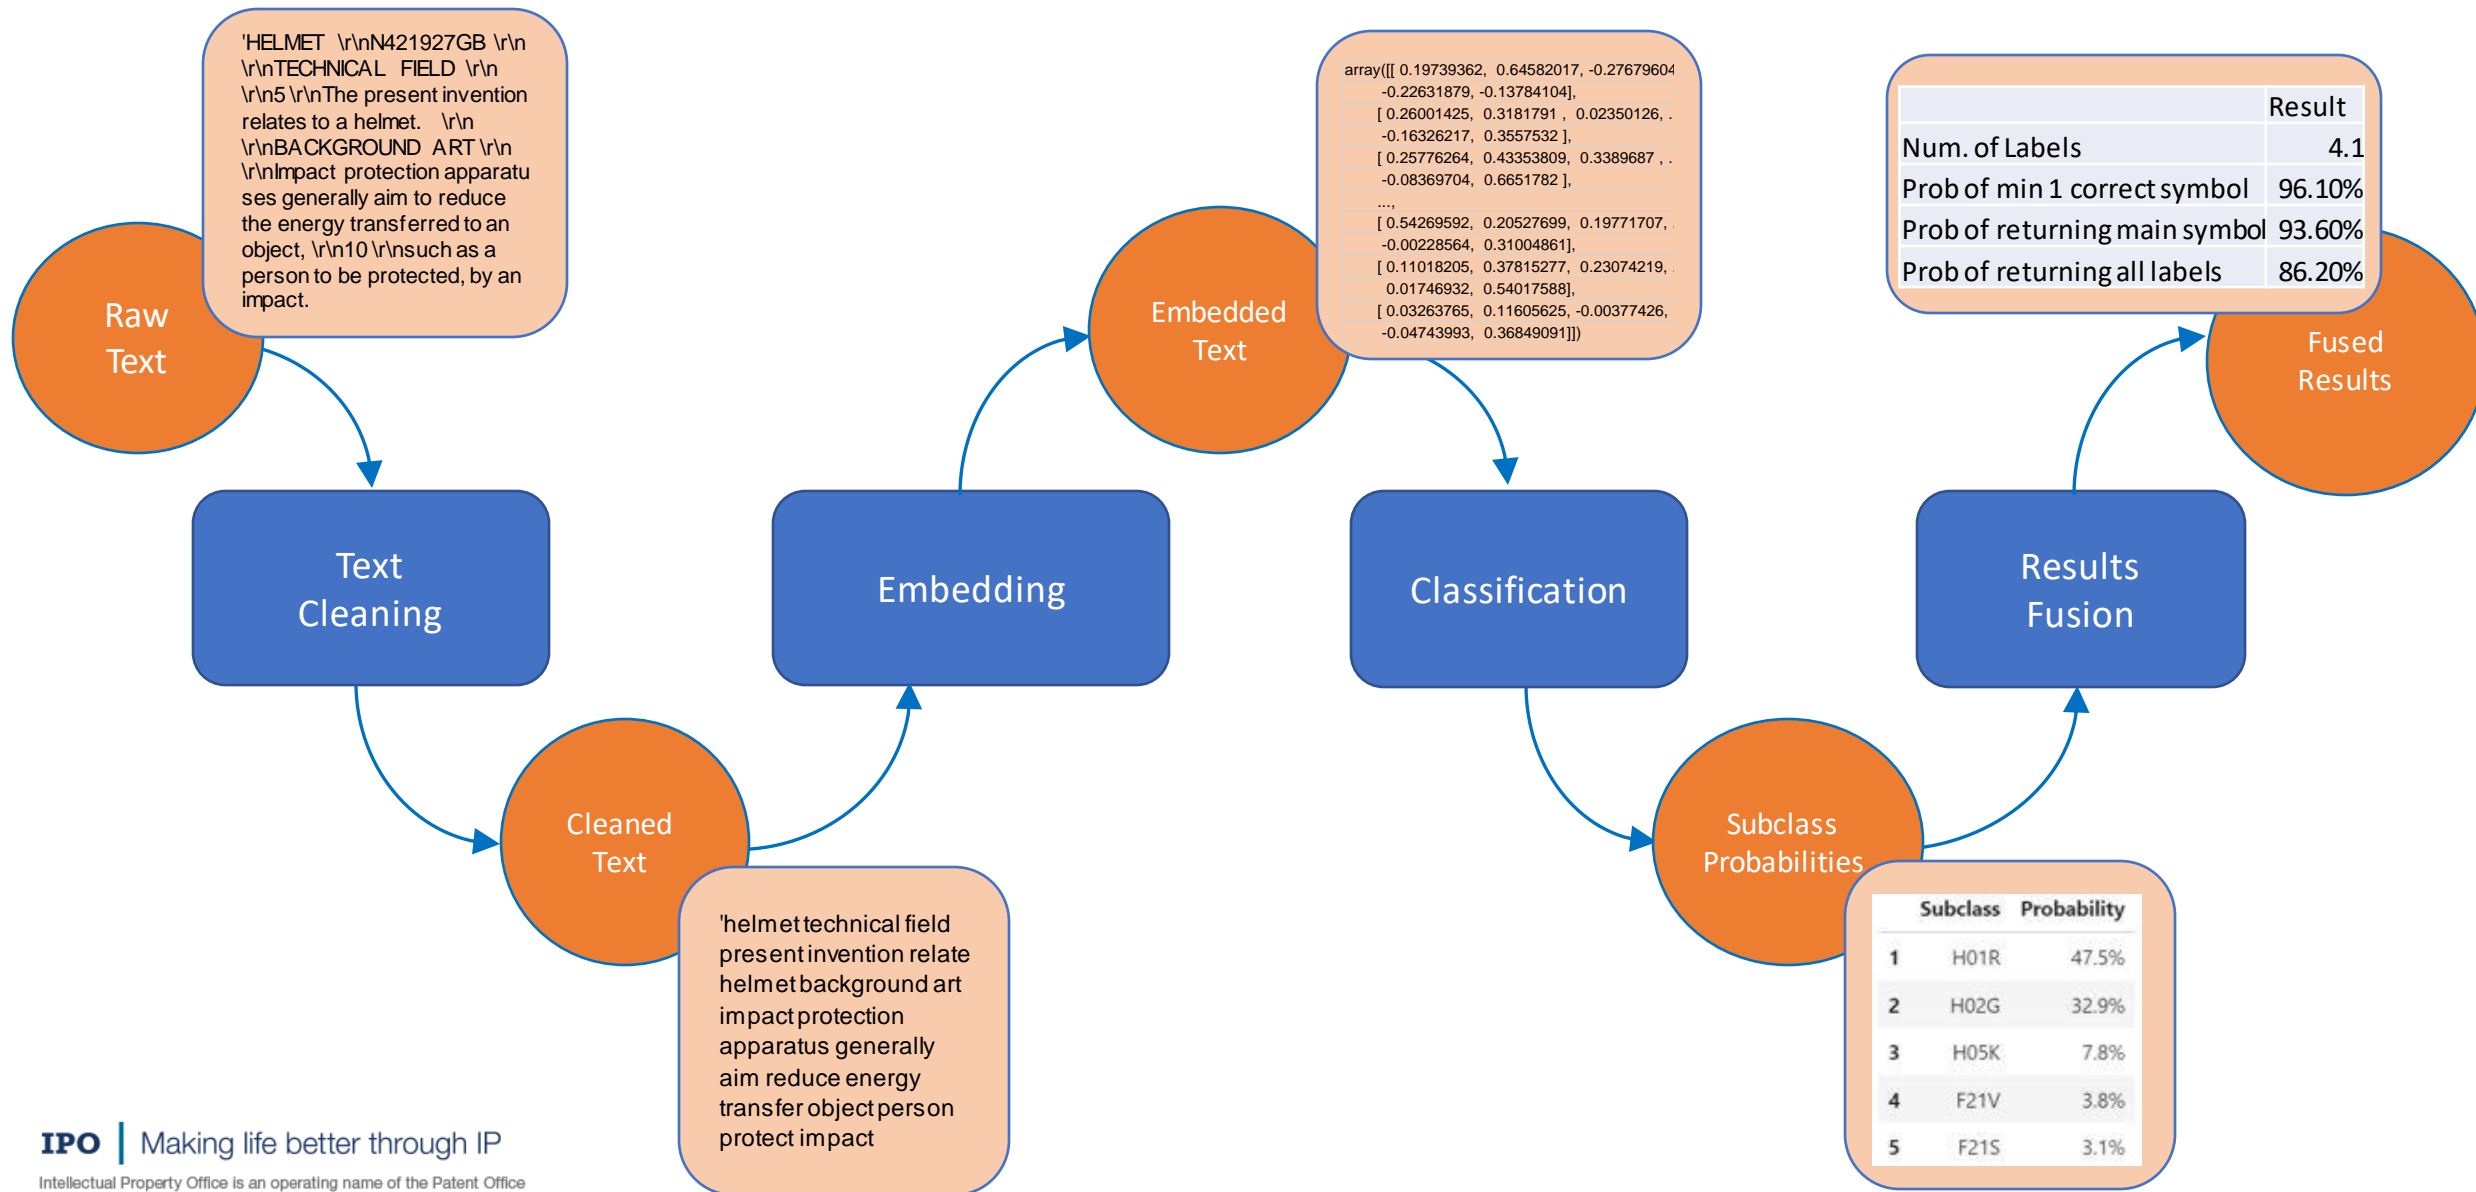 'HELMET \r\nN421927GB \r\n
\r\nTECHNICAL FIELD \r\n
\r\n5 \r\nThe present invention
relates to a helmet. \r\n
\r\nBACKGROUND ART \r\n
\r\nImpact protection apparatu
ses generally aim to reduce
the energy transferred to an
object, \r\n10 \r\nsuch as a
person to be protected, by an
impact.
Raw
Text
Text
Cleaning
Cleaned
Text
'helmet technical field
present invention relate
helmet background art
impact protection
apparatus generally
aim reduce energy
transfer object person
protect impact
Embedding
Embedded
Text
array([[ 0.19739362, 0.64582017, -0.27679604
-0.22631879, -0.13784104],
[ 0.26001425, 0.3181791 , 0.02350126, .
-0.16326217, 0.3557532 ],
[ 0.25776264, 0.43353809, 0.3389687 , .
-0.08369704, 0.6651782 ],
...,
[ 0.54269592, 0.20527699, 0.19771707, .
-0.00228564, 0.31004861],
[ 0.11018205, 0.37815277, 0.23074219, .
0.01746932, 0.54017588],
[ 0.03263765, 0.11605625, -0.00377426,
-0.04743993, 0.36849091]])
Classification
Subclass
Probabilities
Subclass Probability
1 H01R 47.5%
2 H02G 32.9%
3 H05K 7.8%
4 F21V 3.8%
5 F21S 3.1%
Results
Fusion
Result
Num. of Labels 4.1
Prob of min 1 correct symbol 96.10%
Prob of returning main symbol 93.60%
Prob of returning all labels 86.20%
Fused
Results
IPO | Making life better through IP
Intellectual Property Office is an operating name of the Patent Office